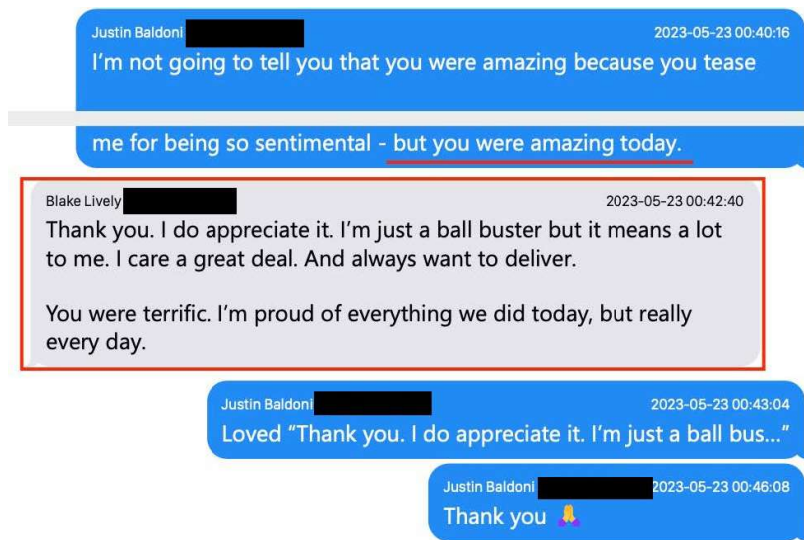 Justin Baldoni 2023-05-23 00:40:16
I’m not going to tell you that you were amazing because you tease
me for being so sentimental - but you were amazing today.
Blake Lively 2023-05-23 00:42:40
Thank you. I do appreciate it. I’m just a ball buster but it means a lot
to me. I care a great deal. And always want to deliver.
You were terrific. I’m proud of everything we did today, but really
every day.
Justin Baldoni 2023-05-23 00:43:04
Loved “Thank you. I do appreciate it. I’m just a ball bus...”
Justin Baldoni 2023-05-23 00:46:08
Thank you 🙏